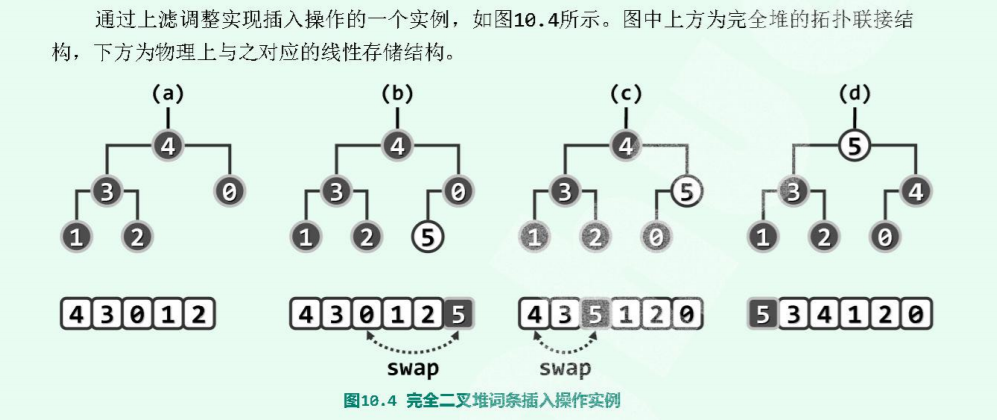 通过上滤调整实现插入操作的一个实例，如图10.4所示。图中上方为完全堆的拓扑联接结
构，下方为物理上与之对应的线性存储结构。
(a) (b) (c) (d)
4 4 4 5
3 0 3 0 3 5 3 4
1 2 1 2 5 1 2 0 1 2 0
4 3 0 1 2 4 3 0 1 2 5 4 3 5 1 2 0 5 3 4 1 2 0
swap swap
图10.4 完全二叉堆词条插入操作实例